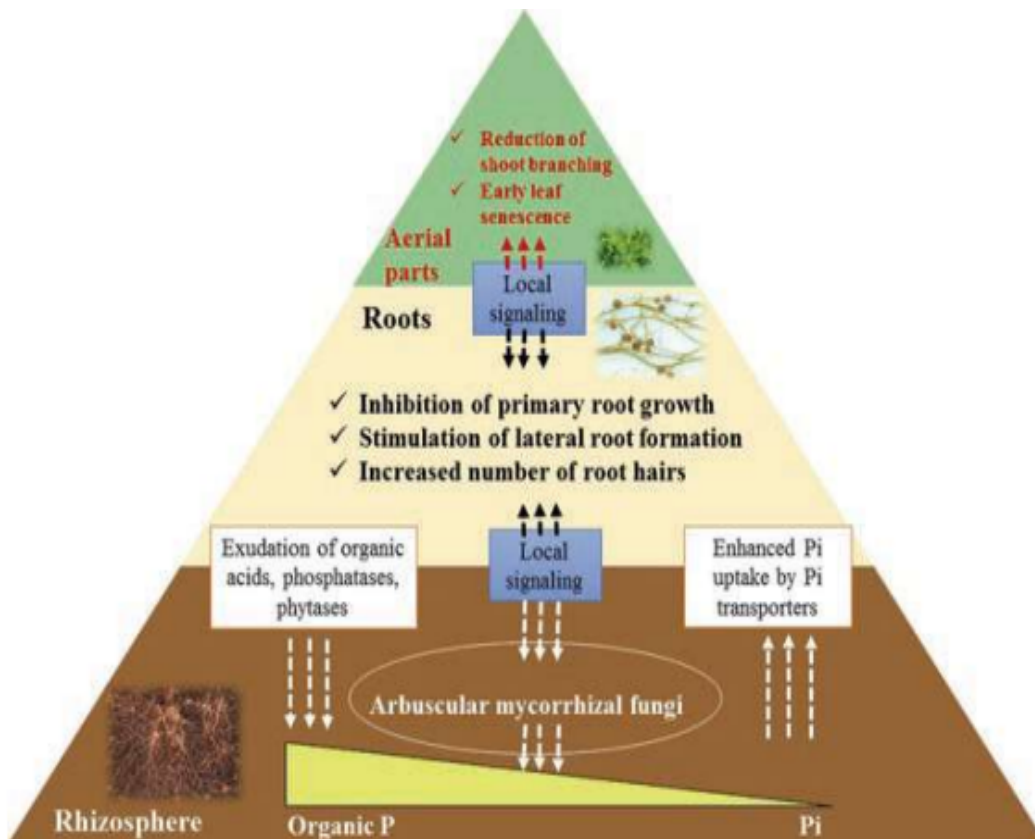 ✓ Reduction of
shoot branching
✓ Early leaf
senescence
Aerial
parts
Local
signaling
Roots
✓ Inhibition of primary root growth
✓ Stimulation of lateral root formation
✓ Increased number of root hairs
Exudation of organic
acids, phosphatases,
phytases
Local
signaling
Enhanced Pi
uptake by Pi
transporters
Arbuscular mycorrhizal fungi
Rhizosphere
Organic P
Pi